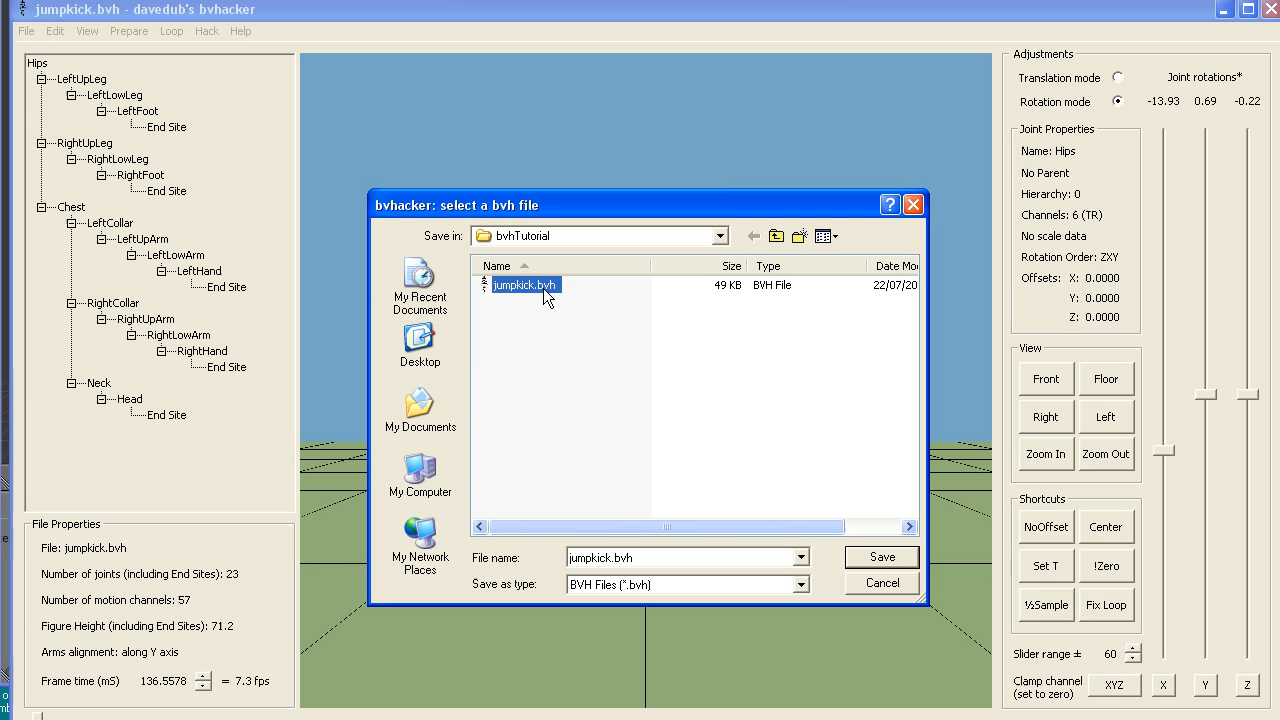 jumpkick.bvh - davedub's bvhacker
File Edit View Prepare Loop Hack Help
Hips
LeftUpLeg
LeftLowLeg
LeftFoot
End Site
RightUpLeg
RightLowLeg
RightFoot
End Site
Chest
LeftCollar
LeftUpArm
LeftLowArm
LeftHand
End Site
RightCollar
RightUpArm
RightLowArm
RightHand
End Site
Neck
Head
End Site
File Properties
File: jumpkick.bvh
Number of joints (including End Sites): 23
Number of motion channels: 57
Figure Height (including End Sites): 71.2
Arms alignment: along Y axis
Frame time (mS) 136.5578 = 7.3 fps
bvhacker: select a bvh file
Save in: bvhTutorial
My Recent
Documents
Desktop
My Documents
My Computer
My Network
Places
Name Size Type Date Mo
jumpkick.bvh 49 KB BVH File 22/07/20
File name: jumpkick.bvh Save
Save as type: BVH Files (*.bvh) Cancel
Adjustments
Translation mode Joint rotations*
Rotation mode -13.93 0.69 -0.22
Joint Properties
Name: Hips
No Parent
Hierarchy: 0
Channels: 6 (TR)
No scale data
Rotation Order: ZXY
Offsets: X: 0.0000
Y: 0.0000
Z: 0.0000
View
Front Floor
Right Left
Zoom In Zoom Out
Shortcuts
NoOffset Center
Set T !Zero
½Sample Fix Loop
Slider range ± 60
Clamp channel
(set to zero) XYZ X Y Z